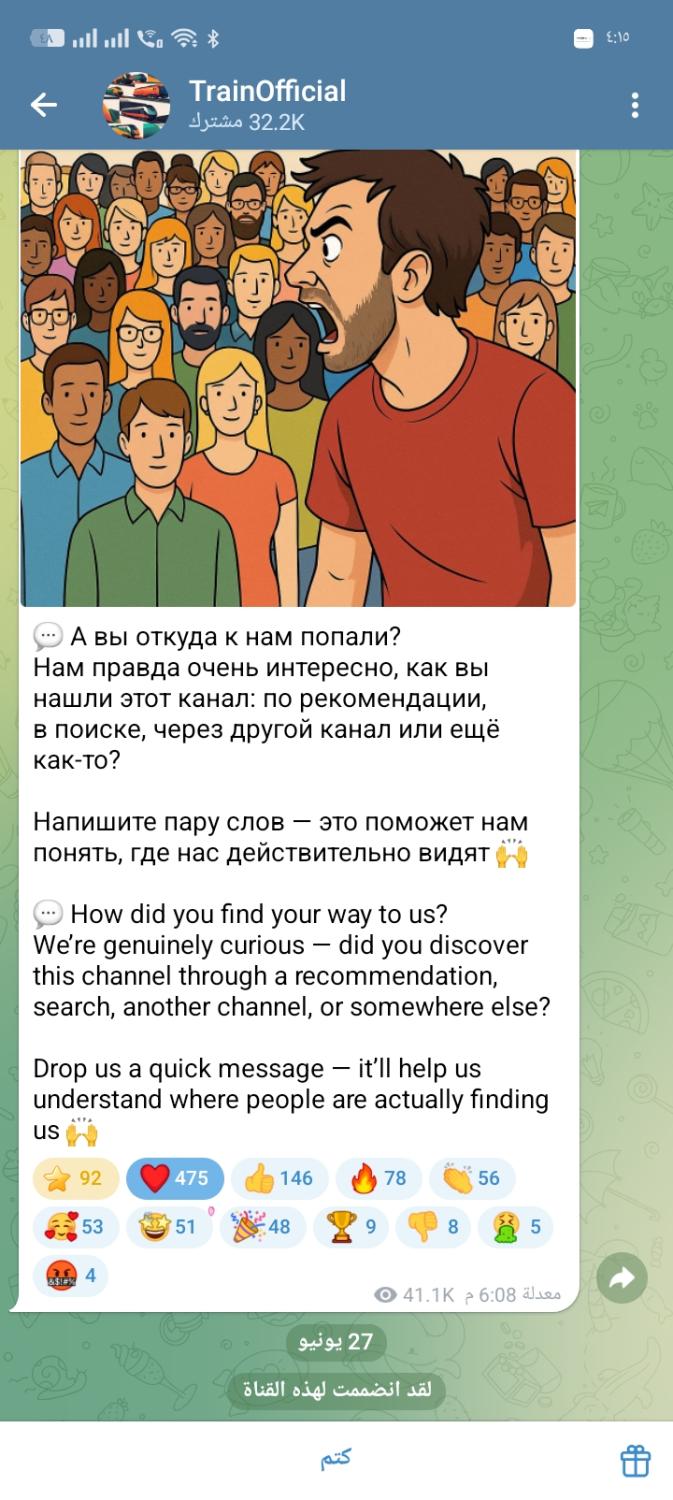 ٤:١٥
٤٨
TrainOfficial
32.2K مشترك
💬 А вы откуда к нам попали?
Нам правда очень интересно, как вы
нашли этот канал: по рекомендации,
в поиске, через другой канал или ещё
как-то?
Напишите пару слов — это поможет нам
понять, где нас действительно видят 🙌
💬 How did you find your way to us?
We’re genuinely curious — did you discover
this channel through a recommendation,
search, another channel, or somewhere else?
Drop us a quick message — it’ll help us
understand where people are actually finding
us 🙌
⭐ 92 ❤️ 475 👍 146 🔥 78 👏 56
🥰 53 🤩 51 🎉 48 🏆 9 👎 8 🤮 5
🤬 4
41.1K معدلة 6:08 م
27 يونيو
لقد انضممت لهذه القناة
كتم